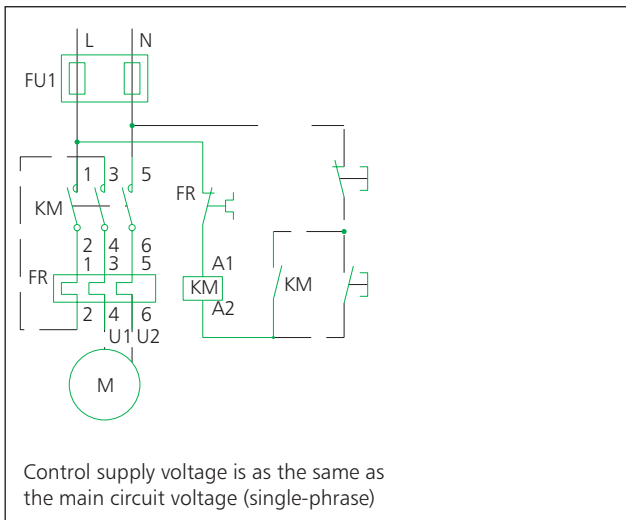 L N
FU1
1 3 5
KM
FR
2 4 6
FR 1 3 5
A1
KM
KM
A2
2 4 6
U1 U2
M
Control supply voltage is as the same as
the main circuit voltage (single-phrase)